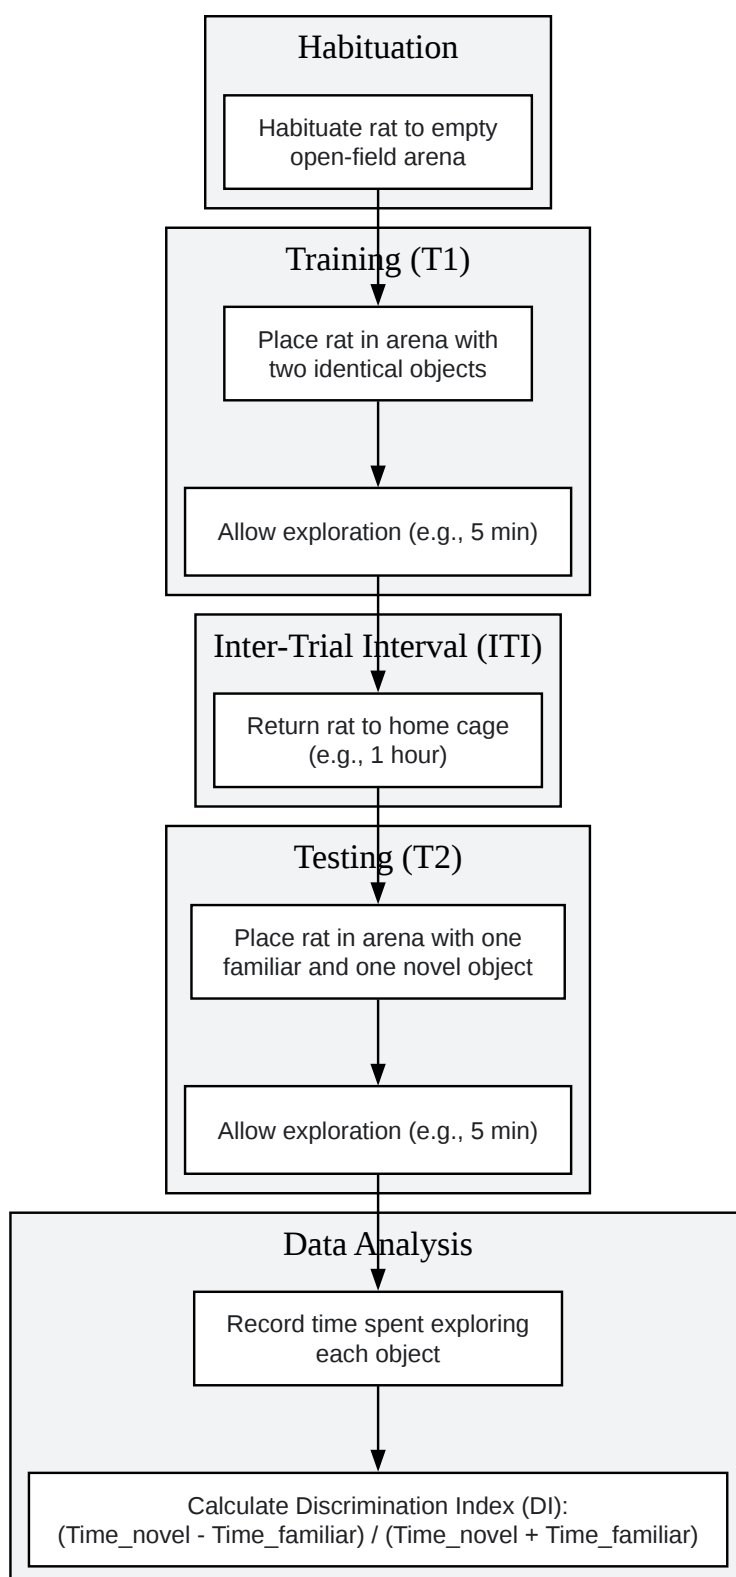 Habituation
Habituate rat to empty
open-field arena
Training (T1)
Place rat in arena with
two identical objects
Allow exploration (e.g., 5 min)
Inter-Trial Interval (ITI)
Return rat to home cage
(e.g., 1 hour)
Testing (T2)
Place rat in arena with one
familiar and one novel object
Allow exploration (e.g., 5 min)
Data Analysis
Record time spent exploring
each object
Calculate Discrimination Index (DI):
(Time_novel - Time_familiar) / (Time_novel + Time_familiar)